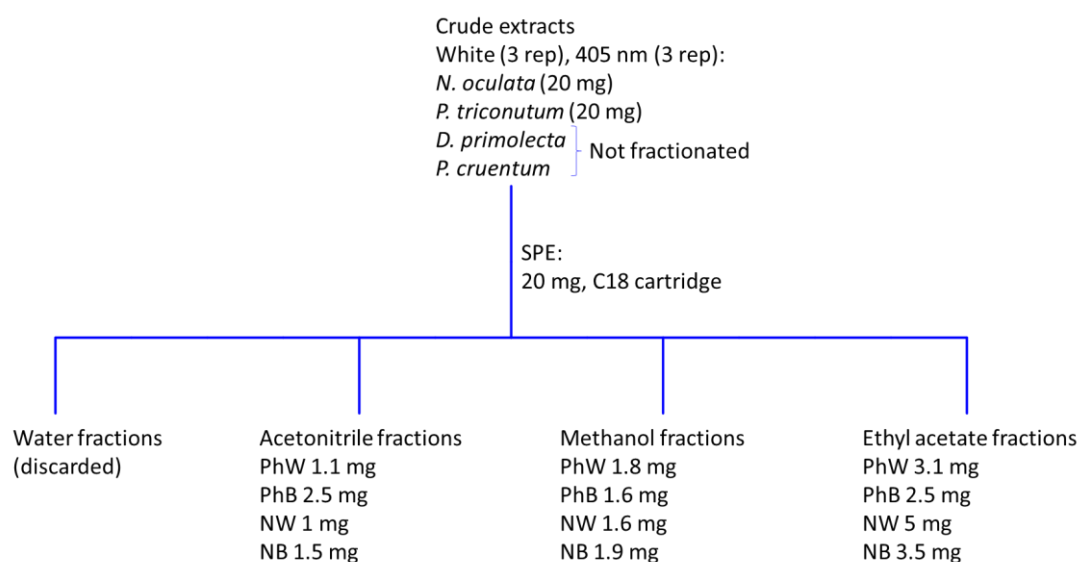 Crude extracts
White (3 rep), 405 nm (3 rep):
N. oculata (20 mg)
P. triconutum (20 mg)
D. primolecta
P. cruentum
Not fractionated
SPE:
20 mg, C18 cartridge
Water fractions
(discarded)
Acetonitrile fractions
PhW 1.1 mg
PhB 2.5 mg
NW 1 mg
NB 1.5 mg
Methanol fractions
PhW 1.8 mg
PhB 1.6 mg
NW 1.6 mg
NB 1.9 mg
Ethyl acetate fractions
PhW 3.1 mg
PhB 2.5 mg
NW 5 mg
NB 3.5 mg